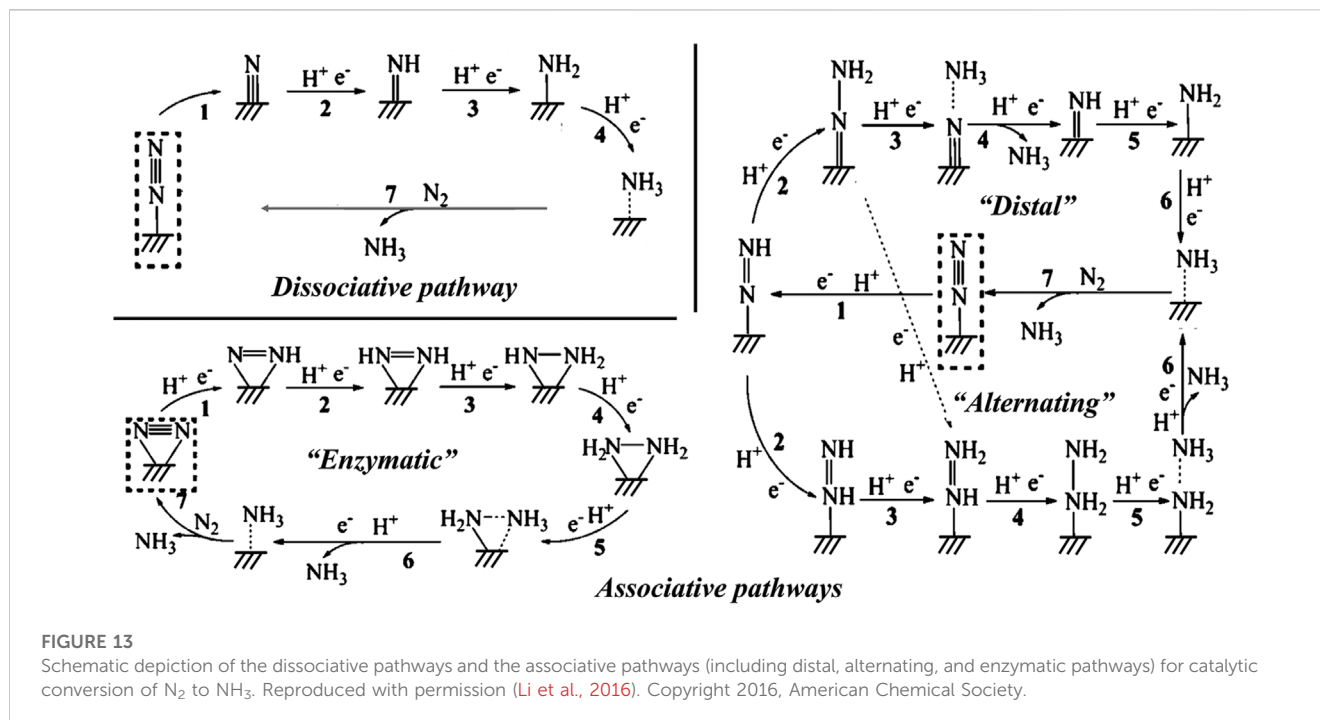 N
NH
NH₂
H⁺ e⁻
H⁺ e⁻
H⁺
e⁻
1
2
3
4
N
N
NH₃
7 N₂
NH₃
Dissociative pathway
N=NH
HN=NH
HN—NH₂
H⁺ e⁻
H⁺ e⁻
H⁺ e⁻
H⁺
e⁻
1
2
3
4
N≡N
"Enzymatic"
H₂N—NH₂
7
N₂
NH₃
NH₃
e⁻ H⁺
6
NH₃
H₂N---NH₃
e⁻ H⁺
5
NH₂
N
NH₃
N
NH
NH₂
H⁺
e⁻
2
H⁺ e⁻
3
H⁺ e⁻
4
NH₃
H⁺ e⁻
5
"Distal"
6
H⁺
e⁻
NH
N
e⁻ H⁺
1
N
N
7 N₂
NH₃
NH₃
e⁻
H⁺
"Alternating"
6
e⁻
H⁺
NH₃
2
H⁺
e⁻
NH
NH
H⁺ e⁻
3
NH₂
NH
H⁺ e⁻
4
NH₂
NH₂
H⁺ e⁻
5
NH₃
NH₂
Associative pathways
FIGURE 13
Schematic depiction of the dissociative pathways and the associative pathways (including distal, alternating, and enzymatic pathways) for catalytic
conversion of N₂ to NH₃. Reproduced with permission (Li et al., 2016). Copyright 2016, American Chemical Society.